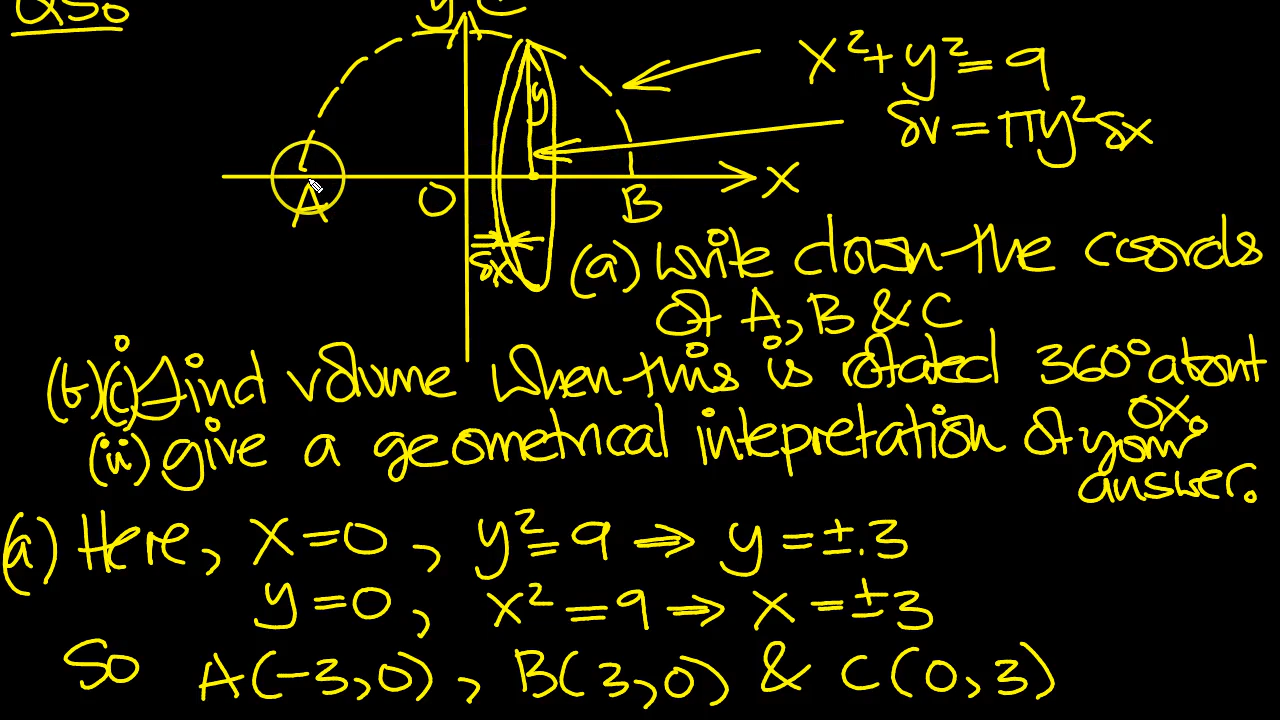 Q50
y C
x² + y² = 9
y
δv = πy²δx
A O B x
δx
(a) write down the coords
of A, B & C
(b)(i) find volume when this is rotated 360° about
OX.
(ii) give a geometrical intepretation of your
answer.
(a) Here, x = 0, y² = 9 ⇒ y = ±3
y = 0, x² = 9 ⇒ x = ±3
So A(-3,0), B(3,0) & C(0,3)